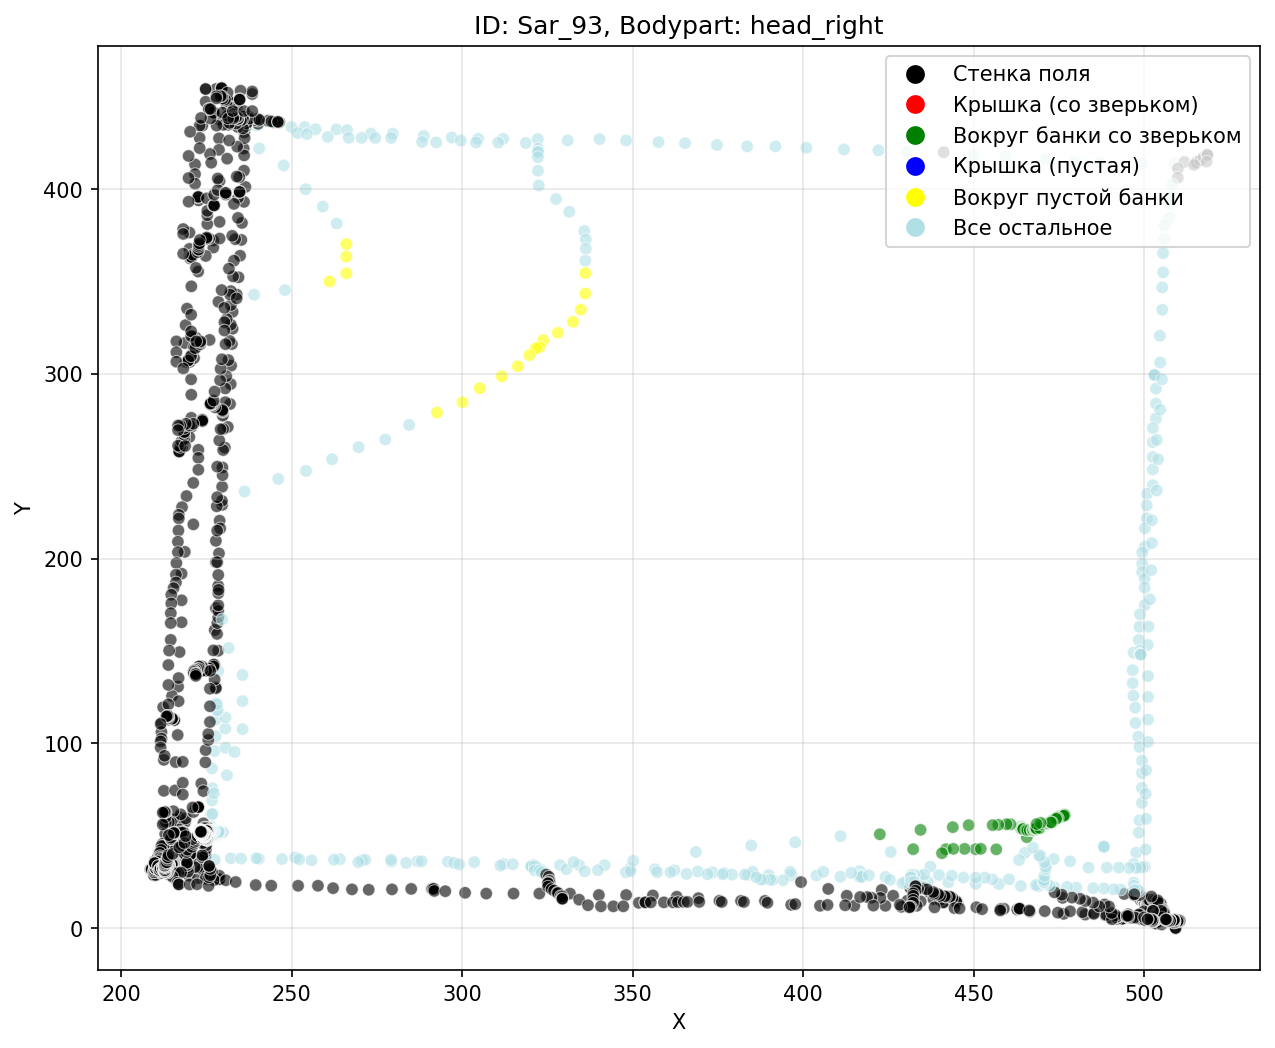 ID: Sar_93, Bodypart: head_right
Стенка поля
Крышка (со зверьком)
Вокруг банки со зверьком
Крышка (пустая)
Вокруг пустой банки
Все остальное
400
300
200
100
0
Y
200 250 300 350 400 450 500
X